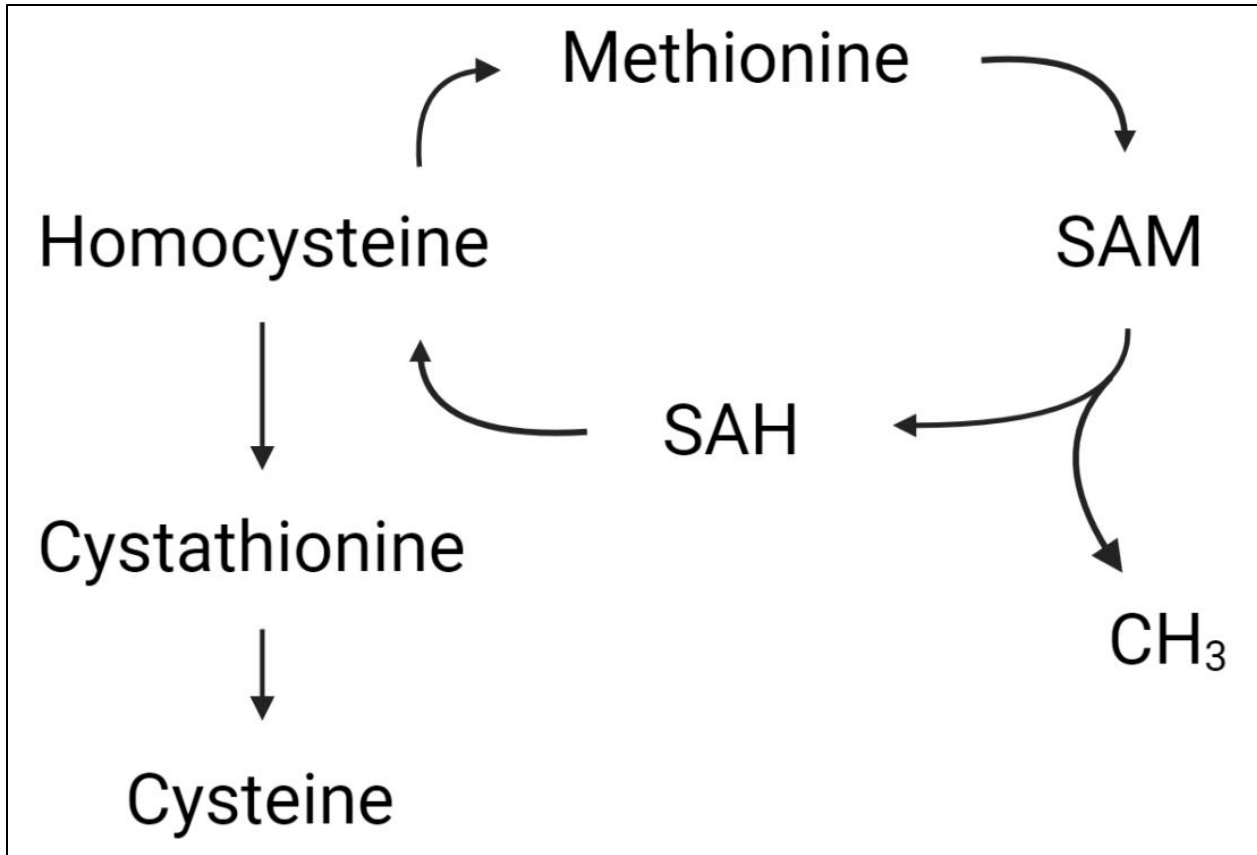 Methionine
Homocysteine
SAM
SAH
Cystathionine
CH₃
Cysteine